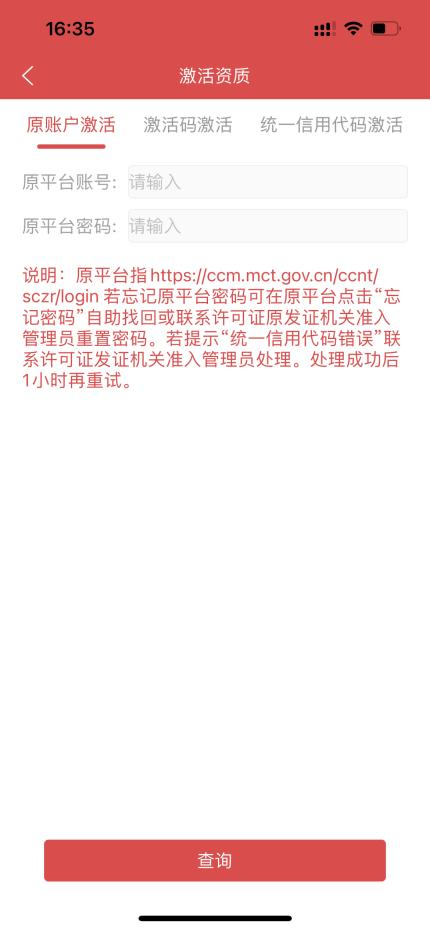 16:35
激活资质
原账户激活 激活码激活 统一信用代码激活
原平台账号: 请输入
原平台密码: 请输入
说明：原平台指 https://ccm.mct.gov.cn/ccnt/
sczr/login 若忘记原平台密码可在原平台点击“忘
记密码”自助找回或联系许可证原发证机关准入
管理员重置密码。若提示“统一信用代码错误”联
系许可证发证机关准入管理员处理。处理成功后
1小时再重试。
查询